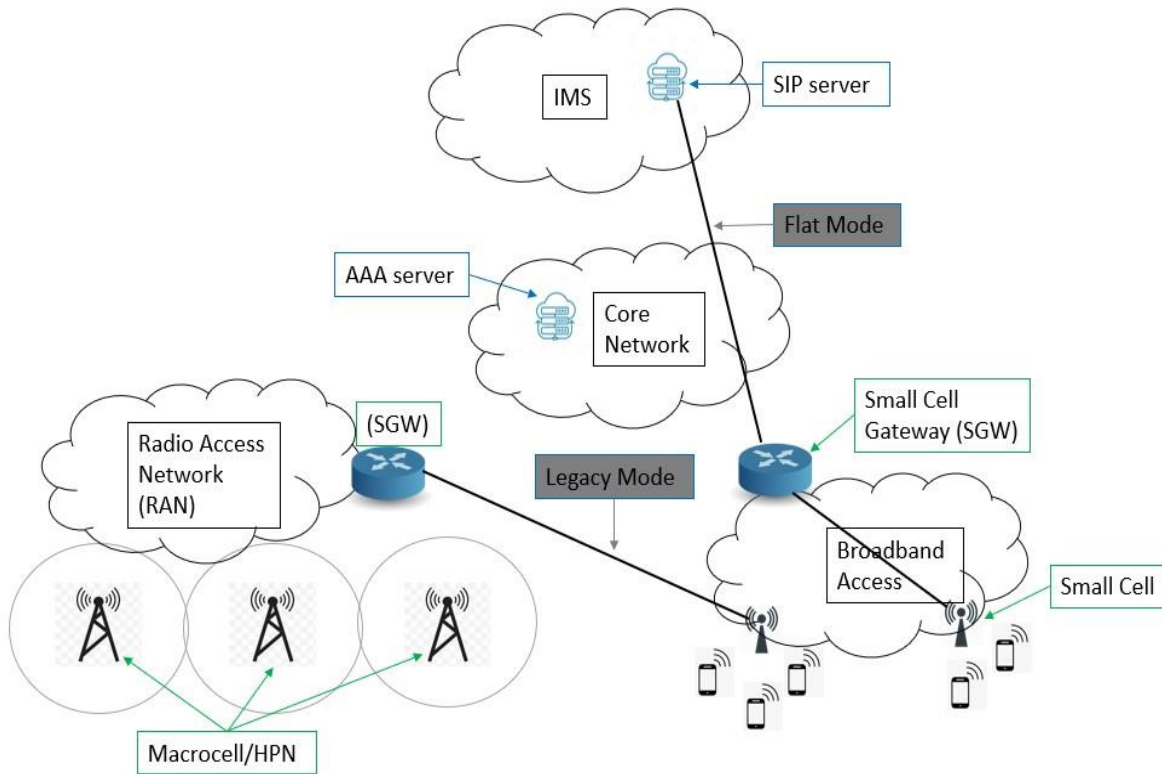 IMS
SIP server
Flat Mode
AAA server
Core
Network
(SGW)
Small Cell
Gateway (SGW)
Radio Access
Network
(RAN)
Legacy Mode
Broadband
Access
Small Cell
Macrocell/HPN